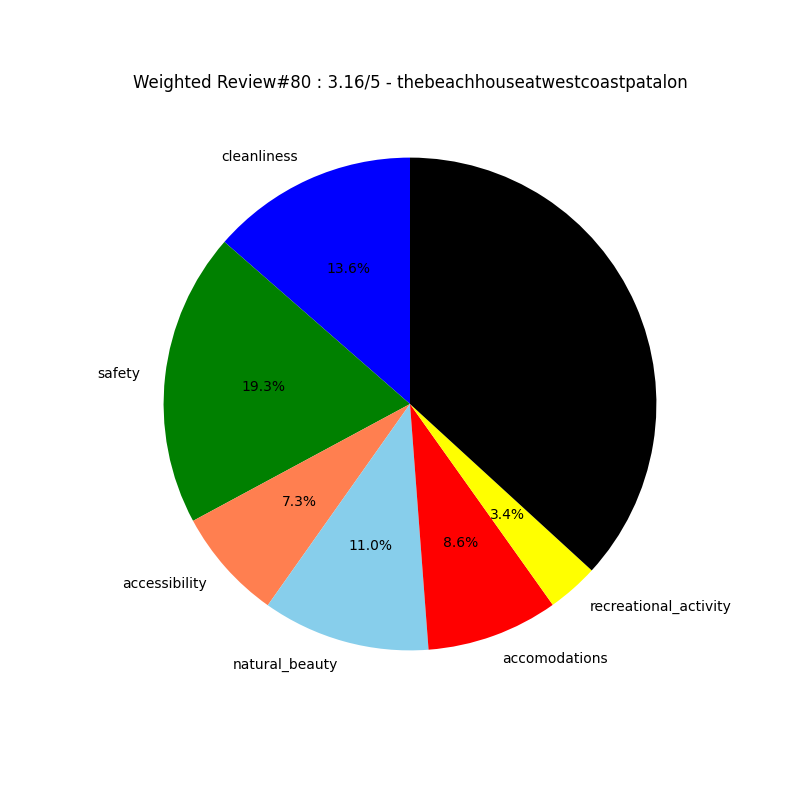 Weighted Review#80 : 3.16/5 - thebeachhouseatwestcoastpatalon
cleanliness
13.6%
safety
19.3%
7.3%
3.4%
8.6%
11.0%
accessibility
recreational_activity
accomodations
natural_beauty